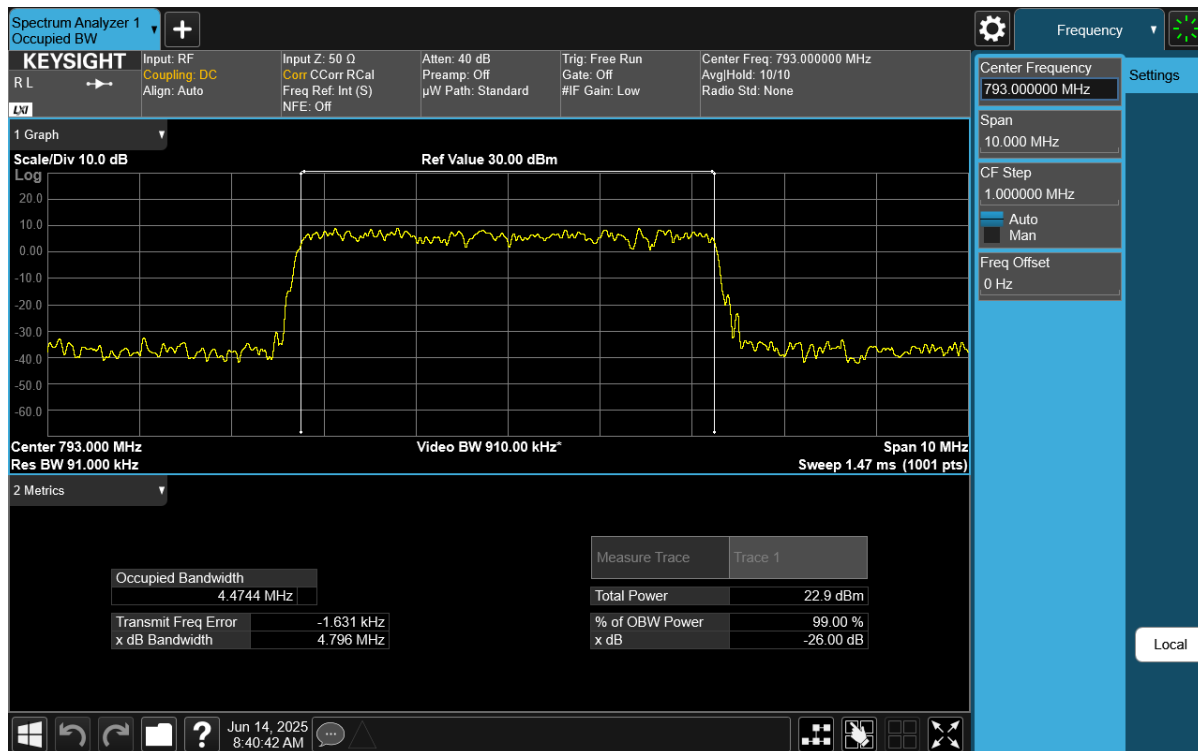 Spectrum Analyzer 1
Occupied BW
Frequency
KEYSIGHT
R L
LXI
Input: RF
Coupling: DC
Align: Auto
Input Z: 50 Ω
Corr CCorr RCal
Freq Ref: Int (S)
NFE: Off
Atten: 40 dB
Preamp: Off
µW Path: Standard
Trig: Free Run
Gate: Off
#IF Gain: Low
Center Freq: 793.000000 MHz
Avg|Hold: 10/10
Radio Std: None
Center Frequency
793.000000 MHz
Settings
Span
10.000 MHz
CF Step
1.000000 MHz
Auto
Man
Freq Offset
0 Hz
Local
1 Graph
Scale/Div 10.0 dB
Ref Value 30.00 dBm
Log
20.0
10.0
0.00
-10.0
-20.0
-30.0
-40.0
-50.0
-60.0
Center 793.000 MHz
Video BW 910.00 kHz*
Span 10 MHz
Res BW 91.000 kHz
Sweep 1.47 ms (1001 pts)
2 Metrics
Measure Trace
Trace 1
Occupied Bandwidth
4.4744 MHz
Total Power
22.9 dBm
Transmit Freq Error
-1.631 kHz
% of OBW Power
99.00 %
x dB Bandwidth
4.796 MHz
x dB
-26.00 dB
?
Jun 14, 2025
8:40:42 AM